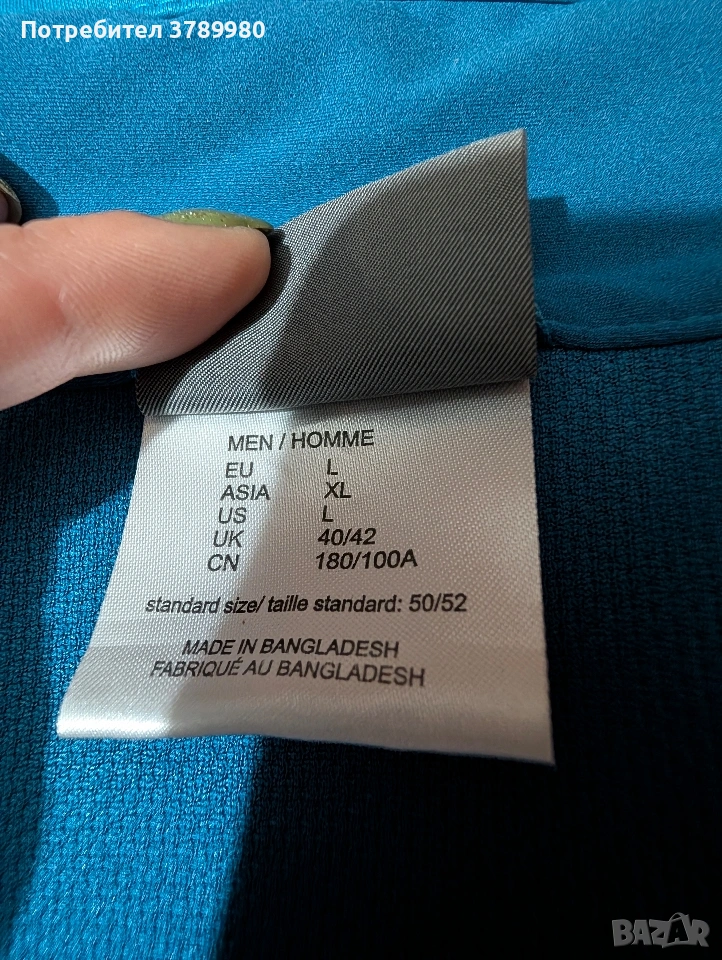 Потребител 3789980
MEN / HOMME
EU L
ASIA XL
US L
UK 40/42
CN 180/100A
standard size/ taille standard: 50/52
MADE IN BANGLADESH
FABRIQUÉ AU BANGLADESH
BAZAR